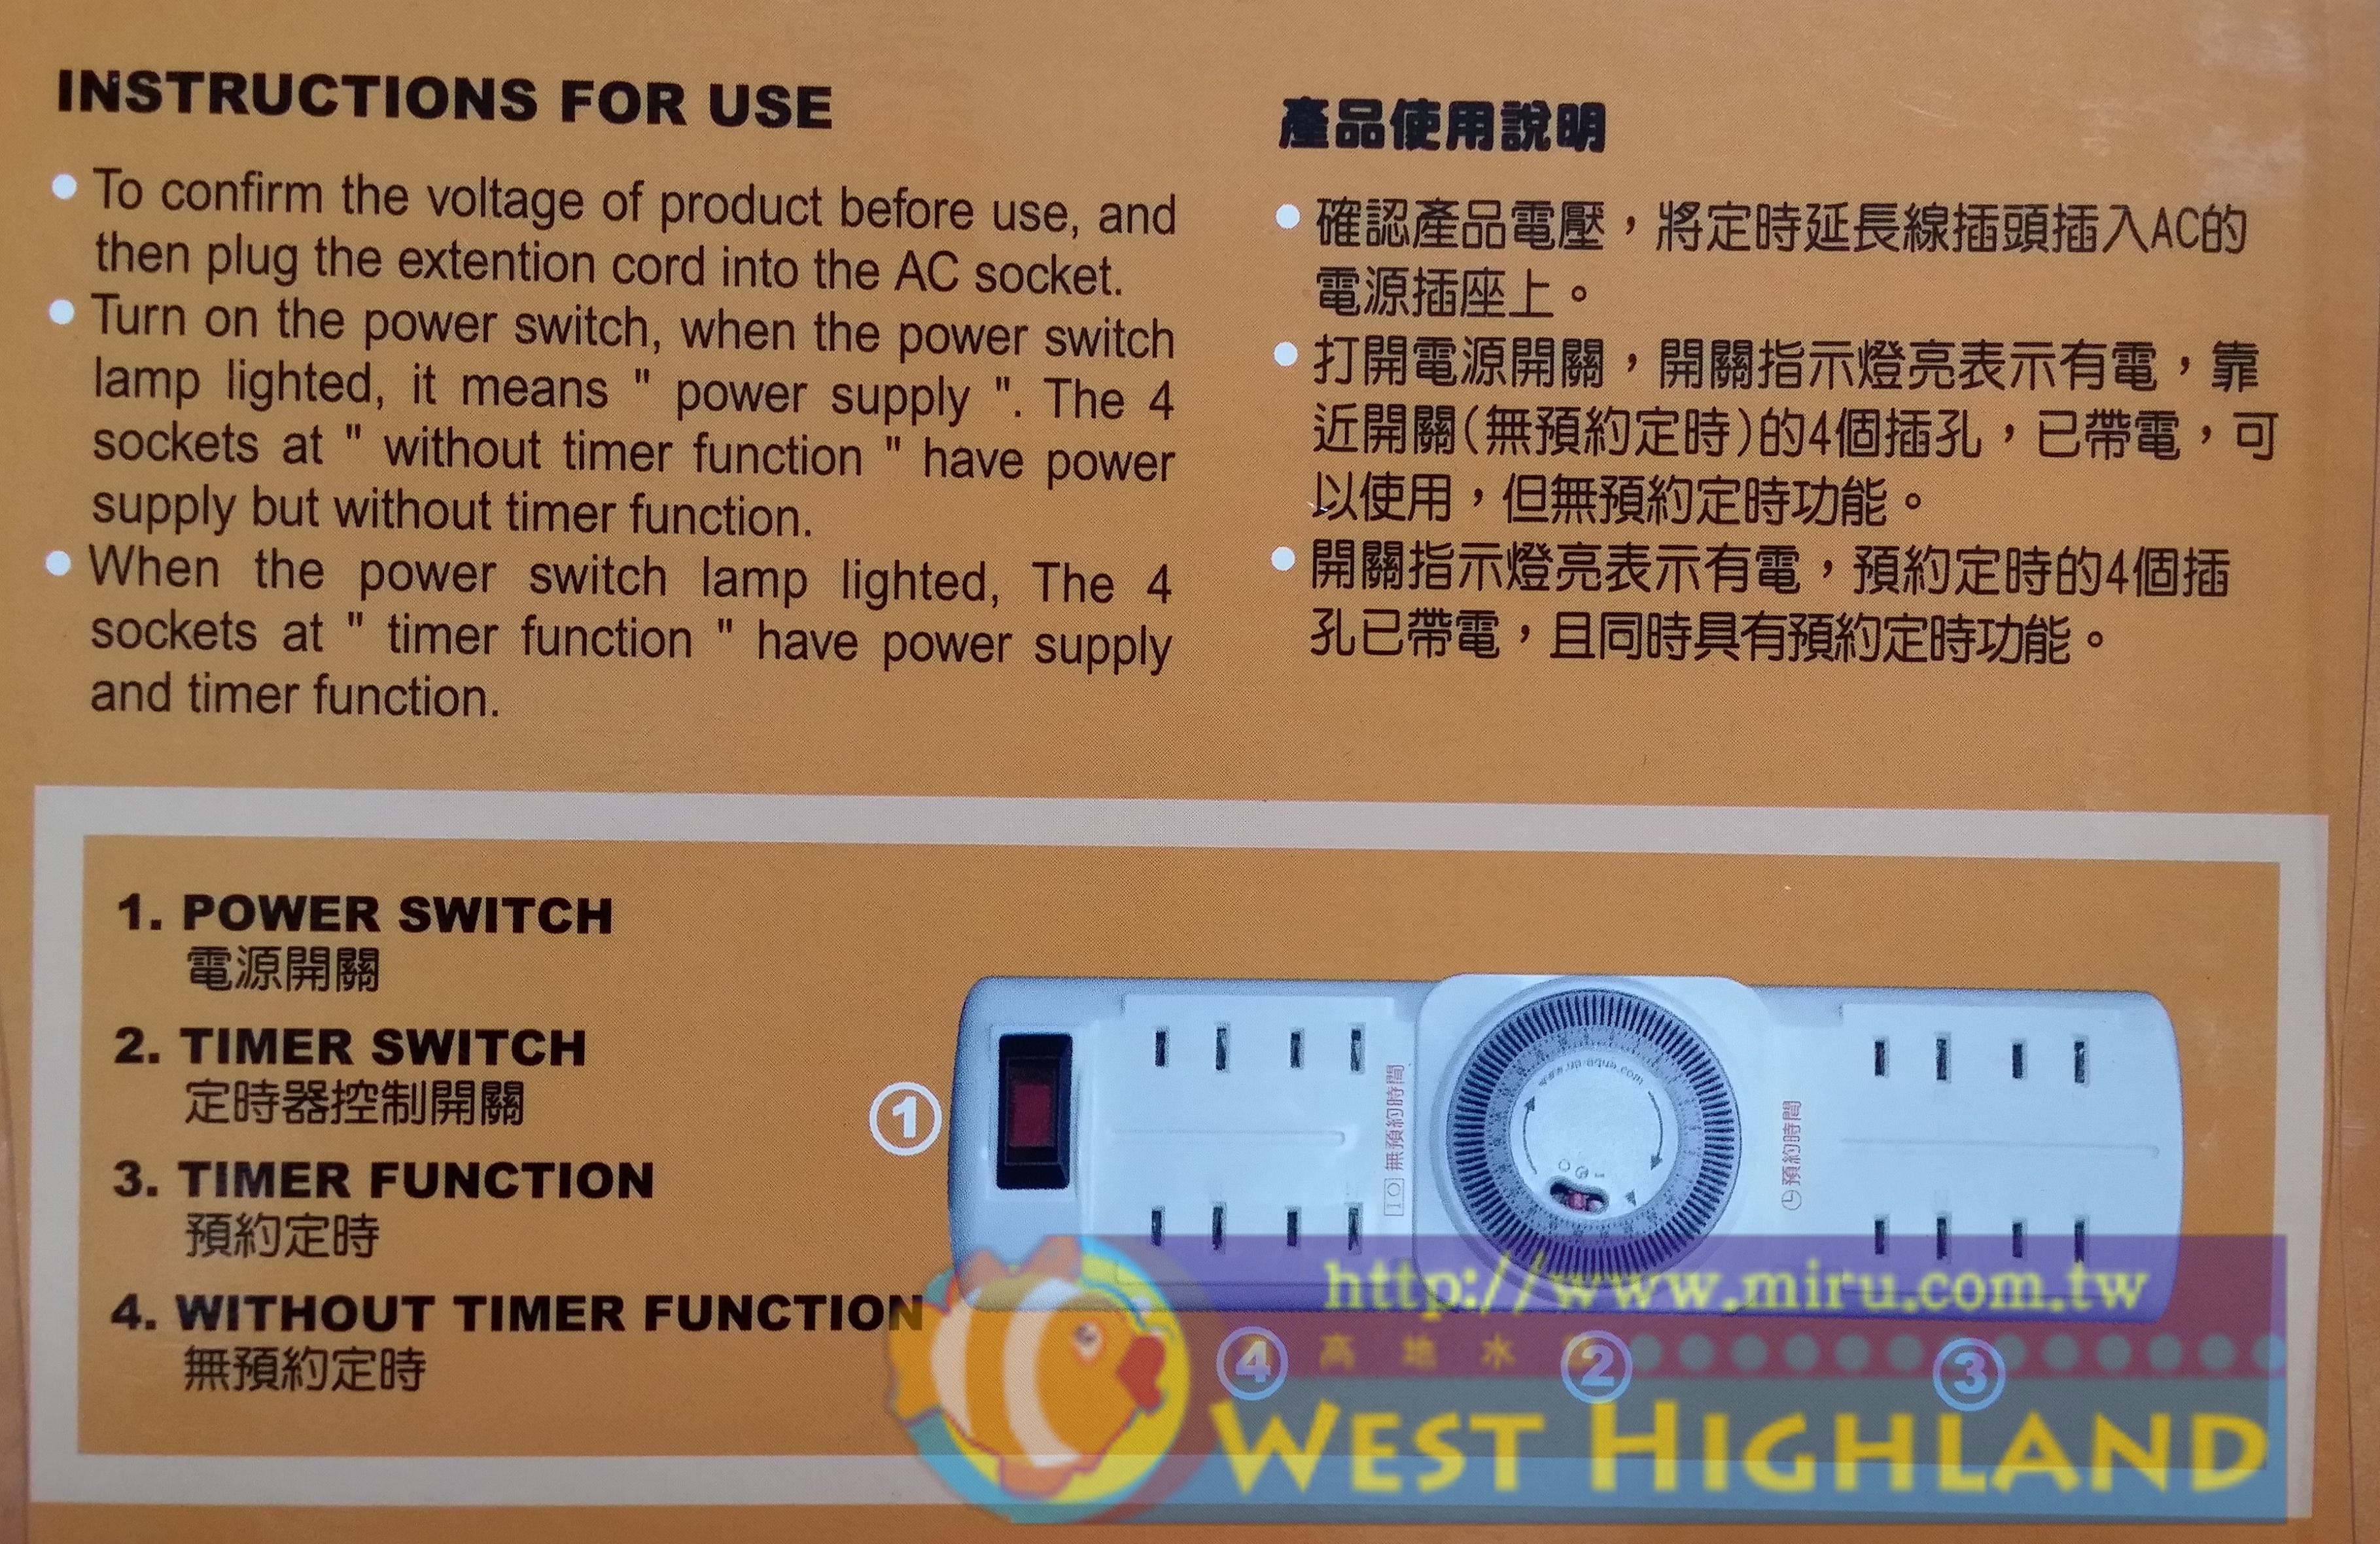 INSTRUCTIONS FOR USE
• To confirm the voltage of product before use, and
then plug the extention cord into the AC socket.
• Turn on the power switch, when the power switch
lamp lighted, it means " power supply ". The 4
sockets at " without timer function " have power
supply but without timer function.
• When the power switch lamp lighted, The 4
sockets at " timer function " have power supply
and timer function.
產品使用說明
• 確認產品電壓，將定時延長線插頭插入AC的
電源插座上。
• 打開電源開關，開關指示燈亮表示有電，靠
近開關(無預約定時)的4個插孔，已帶電，可
以使用，但無預約定時功能。
• 開關指示燈亮表示有電，預約定時的4個插
孔已帶電，且同時具有預約定時功能。
1. POWER SWITCH
電源開關
2. TIMER SWITCH
定時器控制開關
3. TIMER FUNCTION
預約定時
4. WITHOUT TIMER FUNCTION
無預約定時
1
無預約時間
www.up-aqua.com
預約時間
http://www.miru.com.tw
4
高地水
2
3
WEST HIGHLAND